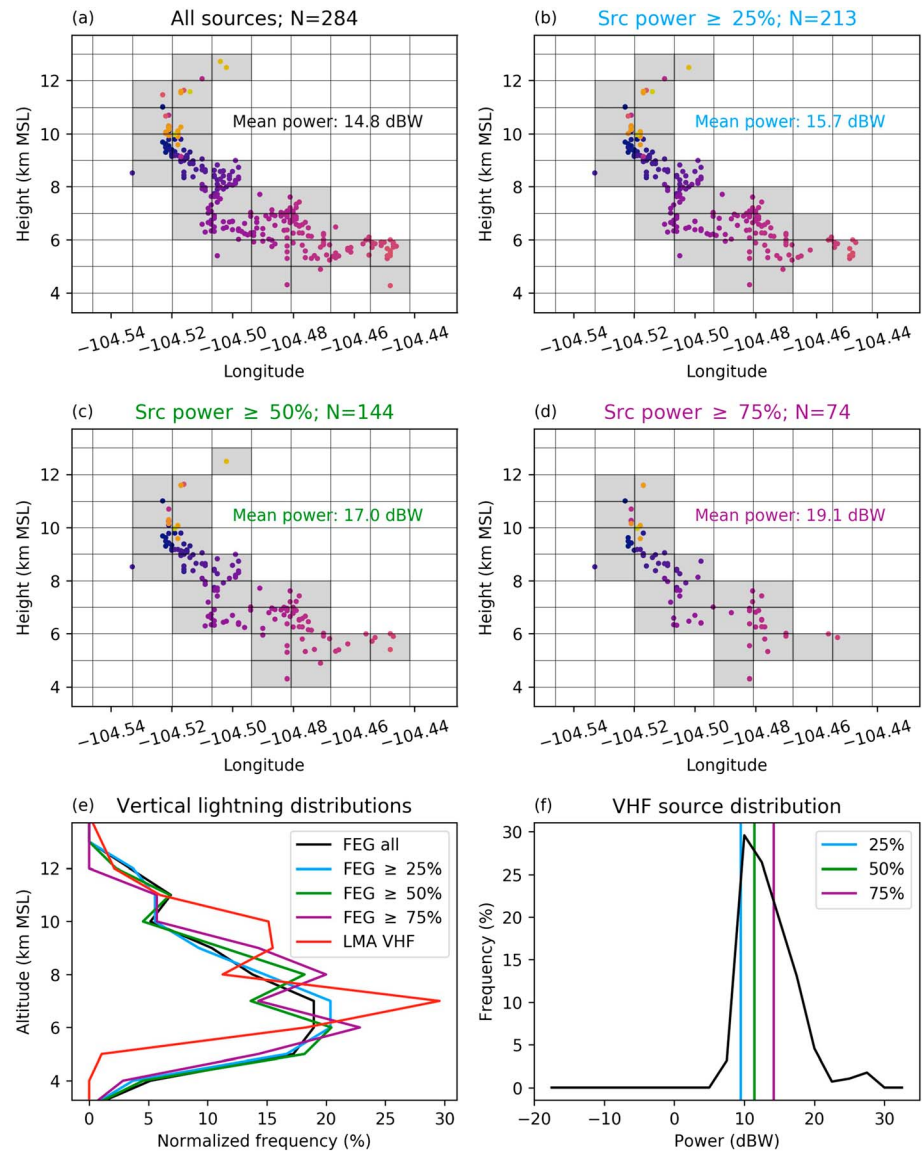 (a) All sources; N=284
Height (km MSL)
12
10
8
6
4
Mean power: 14.8 dBW
−104.54 −104.52 −104.50 −104.48 −104.46 −104.44
Longitude
(b) Src power ≥ 25%; N=213
Height (km MSL)
12
10
8
6
4
Mean power: 15.7 dBW
−104.54 −104.52 −104.50 −104.48 −104.46 −104.44
Longitude
(c) Src power ≥ 50%; N=144
Height (km MSL)
12
10
8
6
4
Mean power: 17.0 dBW
−104.54 −104.52 −104.50 −104.48 −104.46 −104.44
Longitude
(d) Src power ≥ 75%; N=74
Height (km MSL)
12
10
8
6
4
Mean power: 19.1 dBW
−104.54 −104.52 −104.50 −104.48 −104.46 −104.44
Longitude
(e) Vertical lightning distributions
Altitude (km MSL)
12
10
8
6
4
FEG all
FEG ≥ 25%
FEG ≥ 50%
FEG ≥ 75%
LMA VHF
0 5 10 15 20 25 30
Normalized frequency (%)
(f) VHF source distribution
Frequency (%)
30
25
20
15
10
5
0
25%
50%
75%
−20 −10 0 10 20 30
Power (dBW)